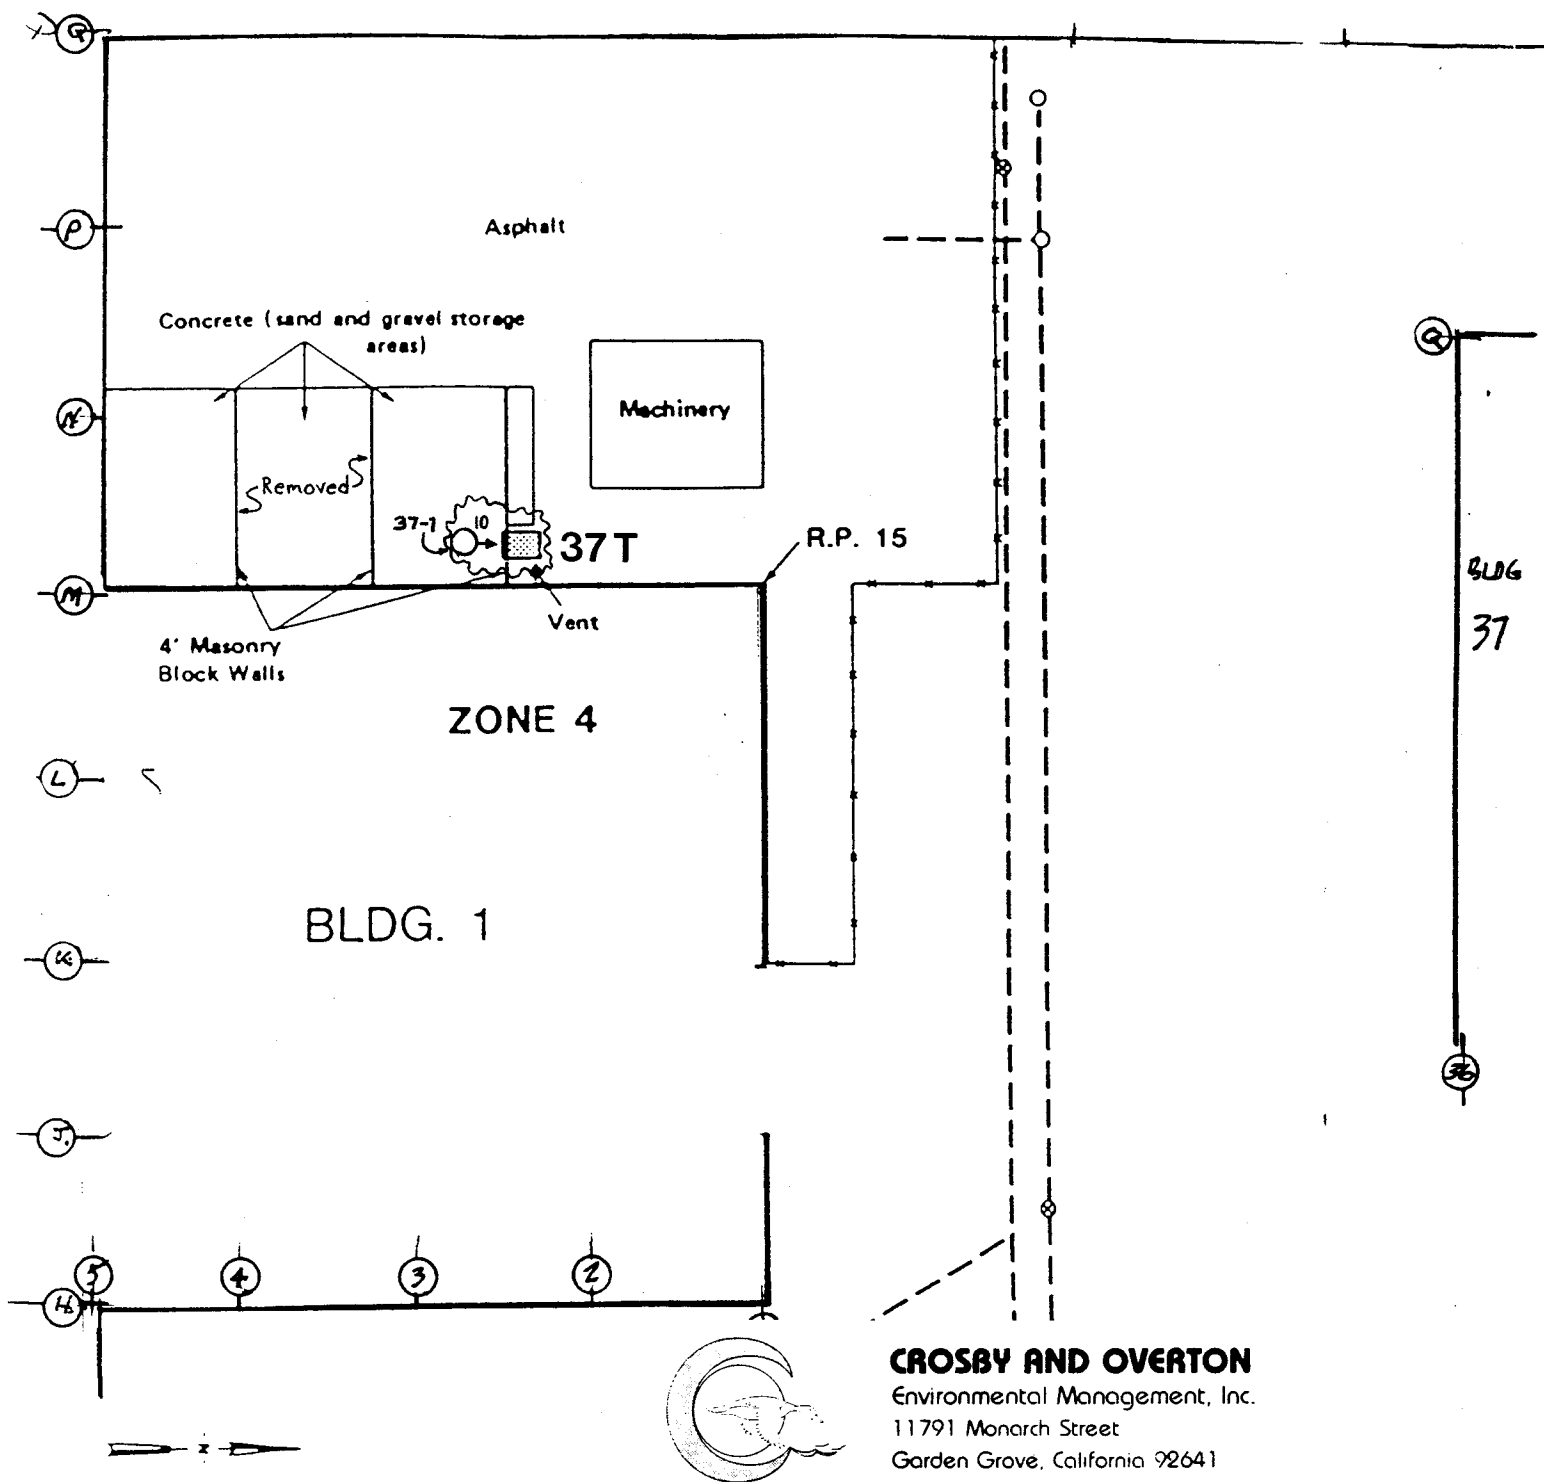 Q
P
Asphalt
Concrete (sand and gravel storage
areas)
Q
N
Machinery
Removed
37-1
10
37T
R.P. 15
M
BLDG
37
Vent
4' Masonry
Block Walls
ZONE 4
L
BLDG. 1
K
36
J
5
4
3
2
H
CROSBY AND OVERTON
Environmental Management, Inc.
11791 Monarch Street
Garden Grove, California 92641
z